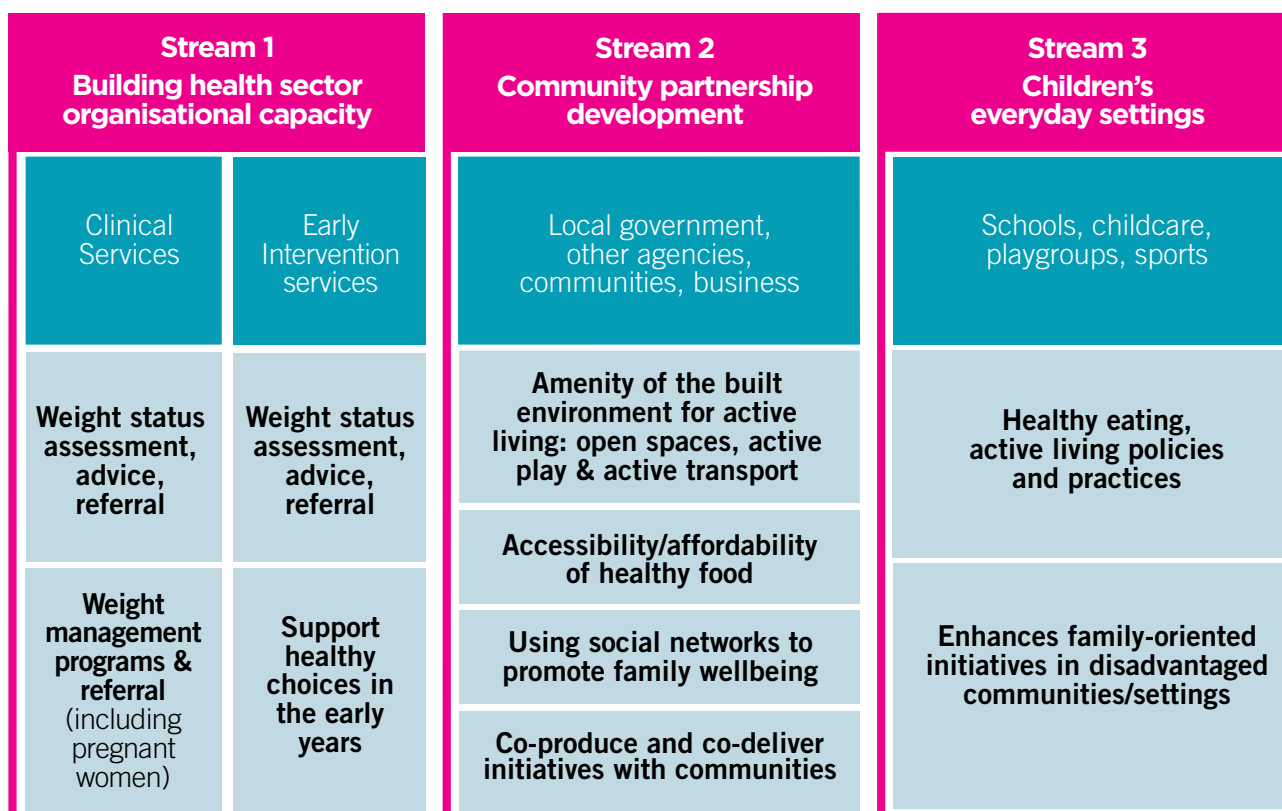 Stream 1
Building health sector
organisational capacity
Clinical
Services
Early
Intervention
services
Weight status
assessment,
advice,
referral
Weight status
assessment,
advice,
referral
Weight
management
programs &
referral
(including
pregnant
women)
Support
healthy
choices in
the early
years
Stream 2
Community partnership
development
Local government,
other agencies,
communities, business
Amenity of the built
environment for active
living: open spaces, active
play & active transport
Accessibility/affordability
of healthy food
Using social networks to
promote family wellbeing
Co-produce and co-deliver
initiatives with communities
Stream 3
Children’s
everyday settings
Schools, childcare,
playgroups, sports
Healthy eating,
active living policies
and practices
Enhances family-oriented
initiatives in disadvantaged
communities/settings